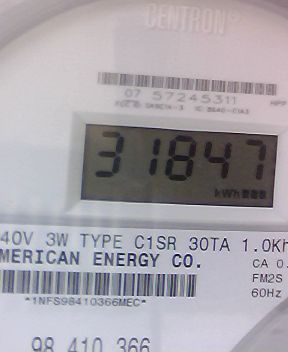 CENTRON®
07 57245311
31847
kWh
40V 3W TYPE C1SR 30TA 1.0Kh
MERICAN ENERGY CO.
CA 0.
FM2S
60Hz
*1NFS98410366MEC*
98 410 366